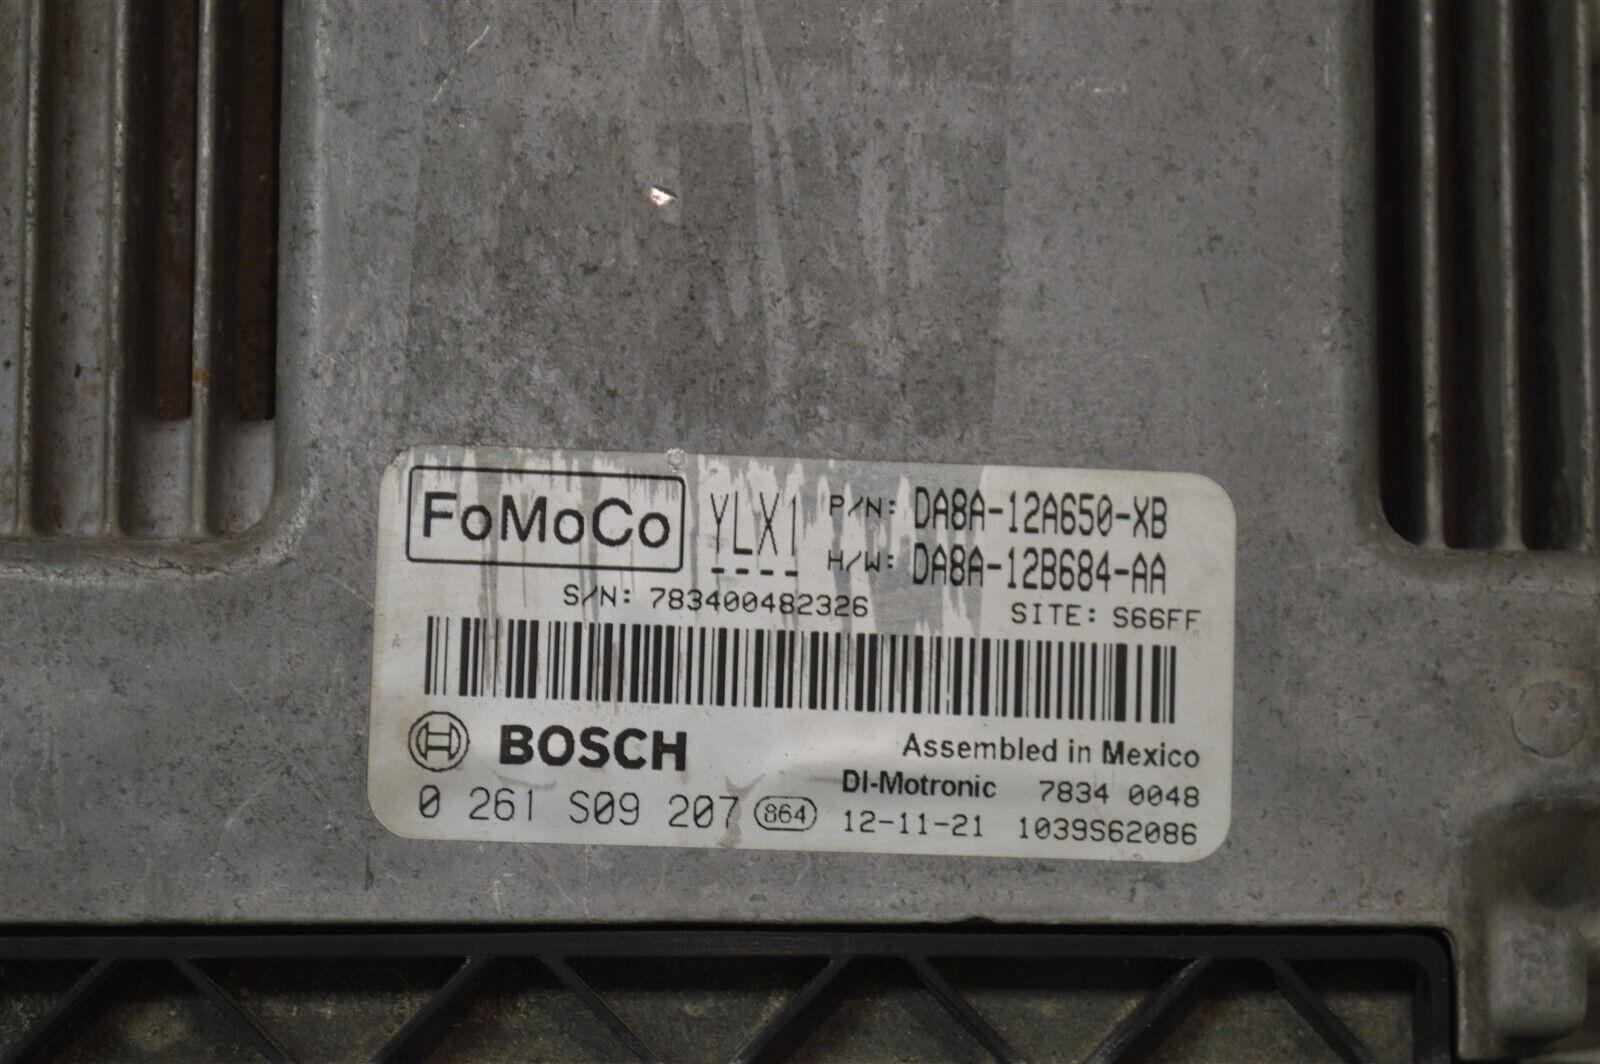 FoMoCo YLX1 P/N: DA8A-12A650-XB
H/W: DA8A-12B684-AA
S/N: 783400482326 SITE: S66FF
BOSCH Assembled in Mexico
DI-Motronic 7834 0048
0 261 S09 207 864 12-11-21 1039S62086